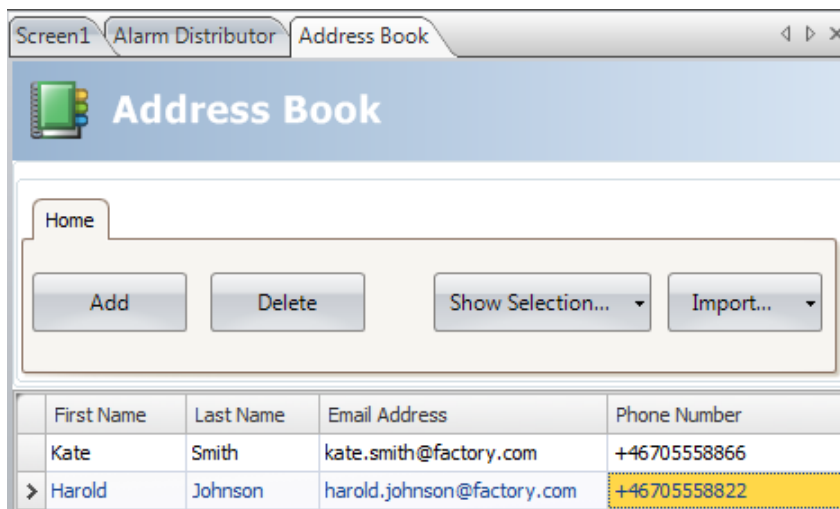 Screen1 Alarm Distributor Address Book
Address Book
Home
Add Delete Show Selection... Import...
First Name Last Name Email Address Phone Number
Kate Smith kate.smith@factory.com +46705558866
Harold Johnson harold.johnson@factory.com +46705558822